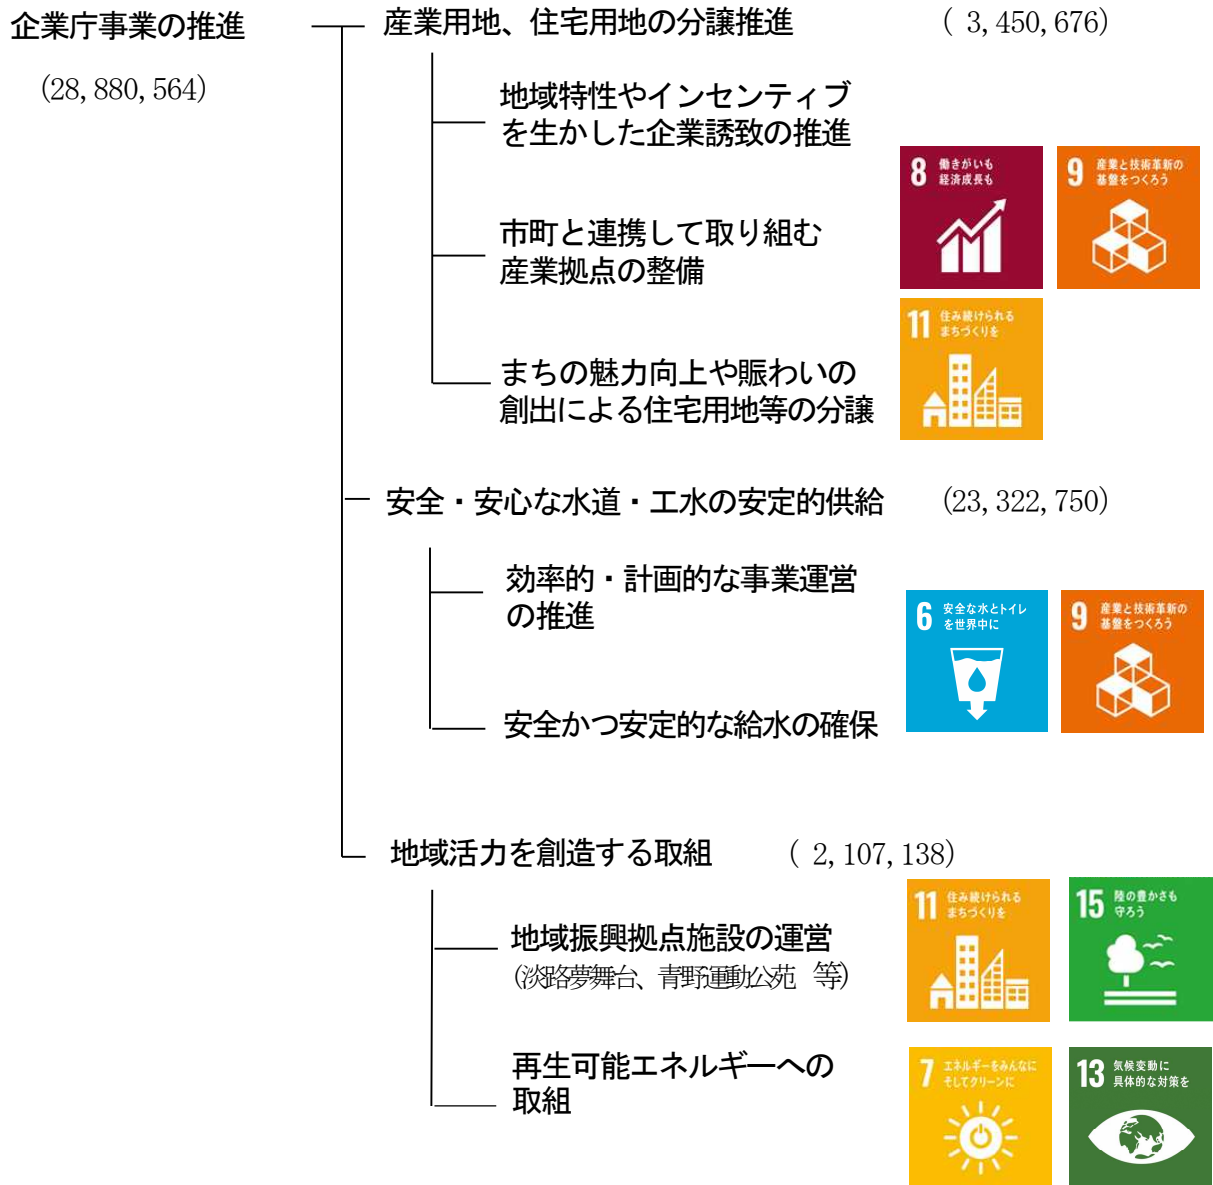 企業庁事業の推進
(28,880,564)
産業用地、住宅用地の分譲推進 ( 3,450,676)
地域特性やインセンティブ
を生かした企業誘致の推進
市町と連携して取り組む
産業拠点の整備
まちの魅力向上や賑わいの
創出による住宅用地等の分譲
8 働きがいも
経済成長も
9 産業と技術革新の
基盤をつくろう
11 住み続けられる
まちづくりを
安全・安心な水道・工水の安定的供給 (23,322,750)
効率的・計画的な事業運営
の推進
安全かつ安定的な給水の確保
6 安全な水とトイレ
を世界中に
9 産業と技術革新の
基盤をつくろう
地域活力を創造する取組 ( 2,107,138)
地域振興拠点施設の運営
(淡路夢舞台、青野運動公苑 等)
再生可能エネルギーへの
取組
11 住み続けられる
まちづくりを
15 陸の豊かさも
守ろう
7 エネルギーをみんなに
そしてクリーンに
13 気候変動に
具体的な対策を